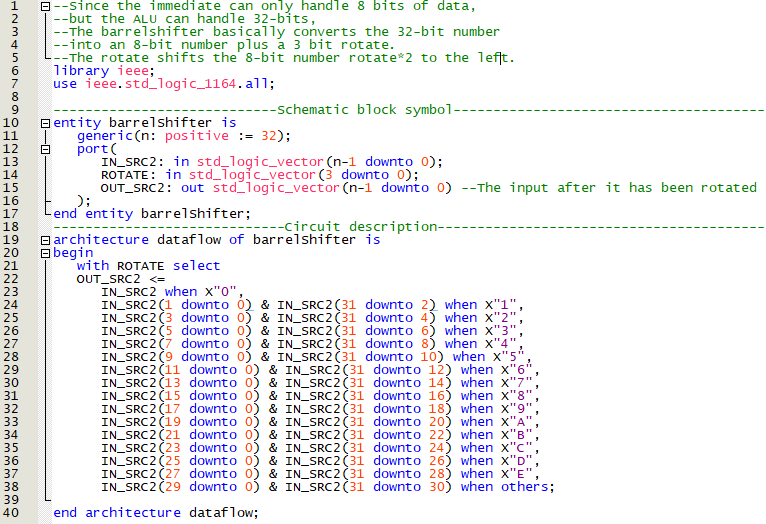 1 --Since the immediate can only handle 8 bits of data,
2 --but the ALU can handle 32-bits,
3 --The barrelshifter basically converts the 32-bit number
4 --into an 8-bit number plus a 3 bit rotate.
5 --The rotate shifts the 8-bit number rotate*2 to the left.
6 library ieee;
7 use ieee.std_logic_1164.all;
8
9 ----------------------------Schematic block symbol---------------------------------------
10 entity barrelShifter is
11 generic(n: positive := 32);
12 port(
13 IN_SRC2: in std_logic_vector(n-1 downto 0);
14 ROTATE: in std_logic_vector(3 downto 0);
15 OUT_SRC2: out std_logic_vector(n-1 downto 0) --The input after it has been rotated
16 );
17 end entity barrelShifter;
18 -----------------------------Circuit description-----------------------------------------
19 architecture dataflow of barrelShifter is
20 begin
21 with ROTATE select
22 OUT_SRC2 <=
23 IN_SRC2 when X"0",
24 IN_SRC2(1 downto 0) & IN_SRC2(31 downto 2) when X"1",
25 IN_SRC2(3 downto 0) & IN_SRC2(31 downto 4) when X"2",
26 IN_SRC2(5 downto 0) & IN_SRC2(31 downto 6) when X"3",
27 IN_SRC2(7 downto 0) & IN_SRC2(31 downto 8) when X"4",
28 IN_SRC2(9 downto 0) & IN_SRC2(31 downto 10) when X"5",
29 IN_SRC2(11 downto 0) & IN_SRC2(31 downto 12) when X"6",
30 IN_SRC2(13 downto 0) & IN_SRC2(31 downto 14) when X"7",
31 IN_SRC2(15 downto 0) & IN_SRC2(31 downto 16) when X"8",
32 IN_SRC2(17 downto 0) & IN_SRC2(31 downto 18) when X"9",
33 IN_SRC2(19 downto 0) & IN_SRC2(31 downto 20) when X"A",
34 IN_SRC2(21 downto 0) & IN_SRC2(31 downto 22) when X"B",
35 IN_SRC2(23 downto 0) & IN_SRC2(31 downto 24) when X"C",
36 IN_SRC2(25 downto 0) & IN_SRC2(31 downto 26) when X"D",
37 IN_SRC2(27 downto 0) & IN_SRC2(31 downto 28) when X"E",
38 IN_SRC2(29 downto 0) & IN_SRC2(31 downto 30) when others;
39
40 end architecture dataflow;